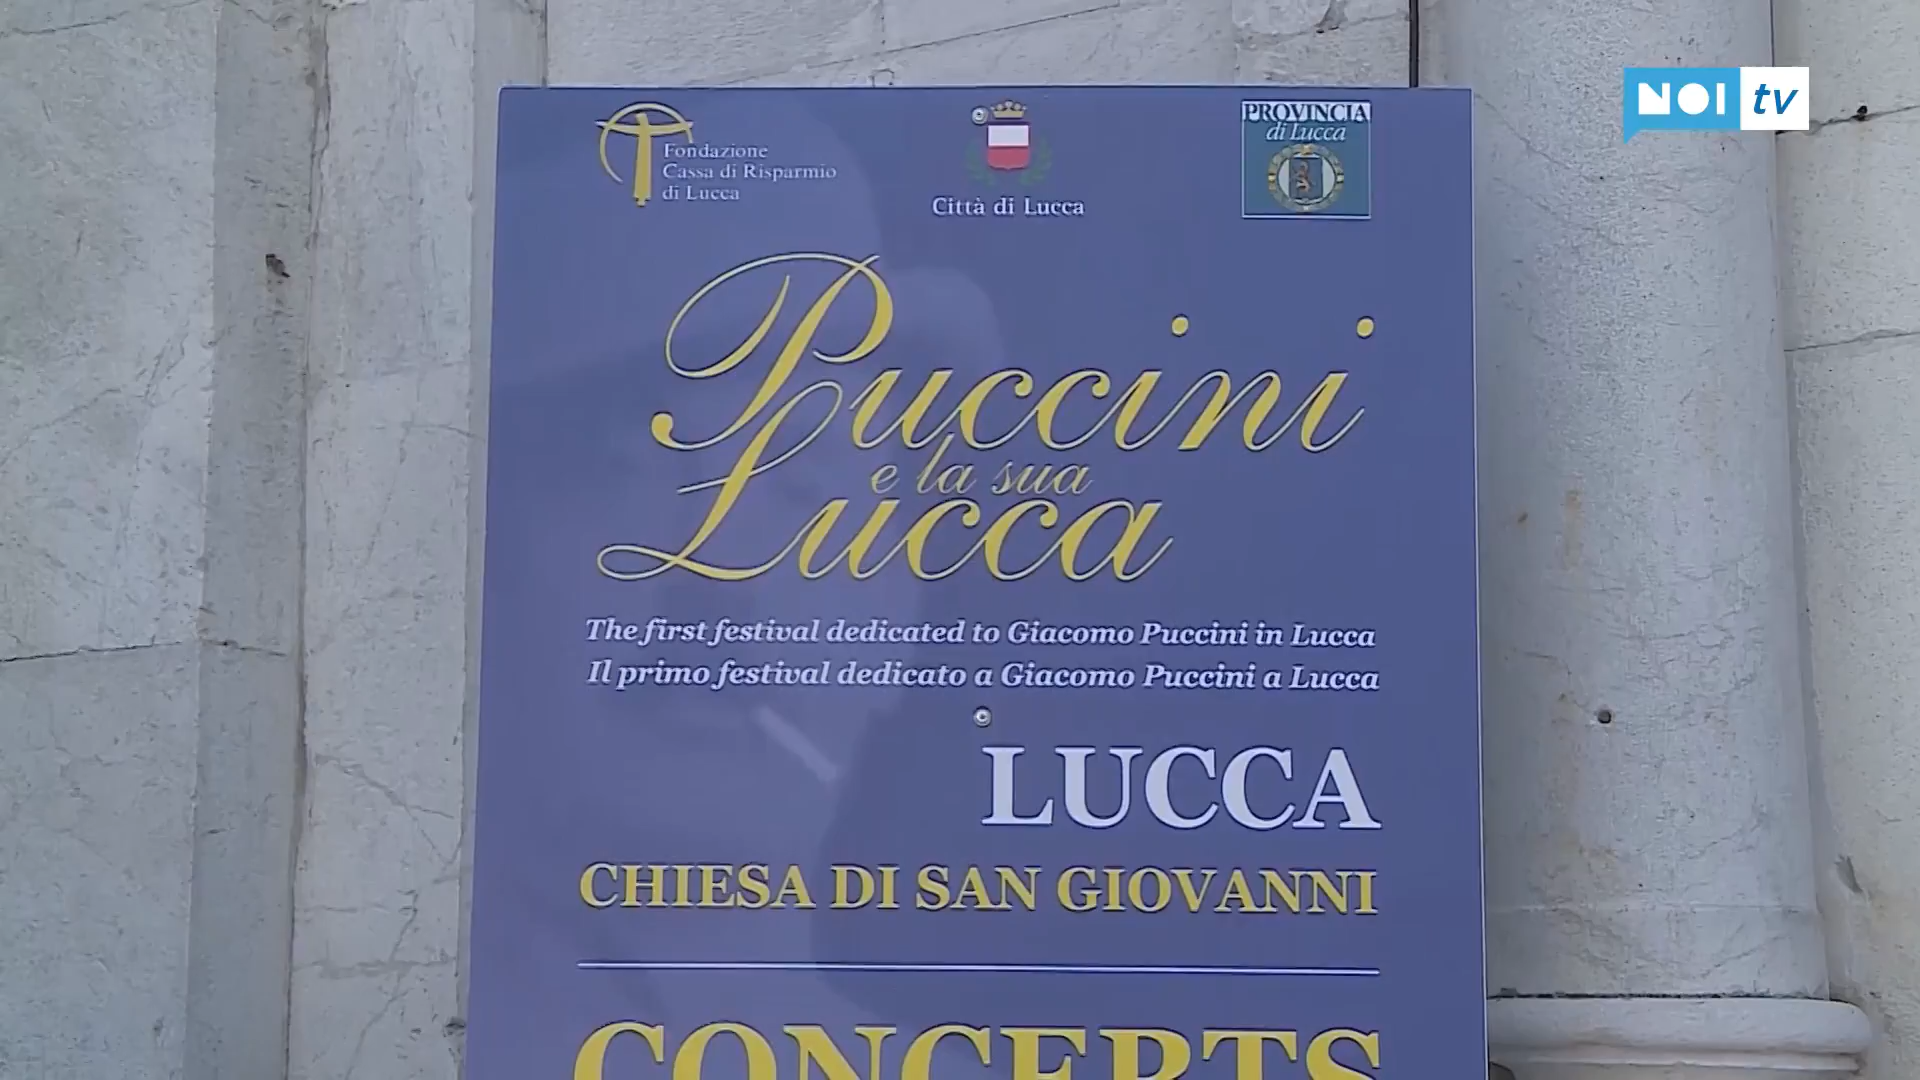 NOI tv
Fondazione
Cassa di Risparmio
di Lucca
Città di Lucca
PROVINCIA
di Lucca
Puccini
e la sua
Lucca
The first festival dedicated to Giacomo Puccini in Lucca
Il primo festival dedicato a Giacomo Puccini a Lucca
LUCCA
CHIESA DI SAN GIOVANNI
CONCERTS